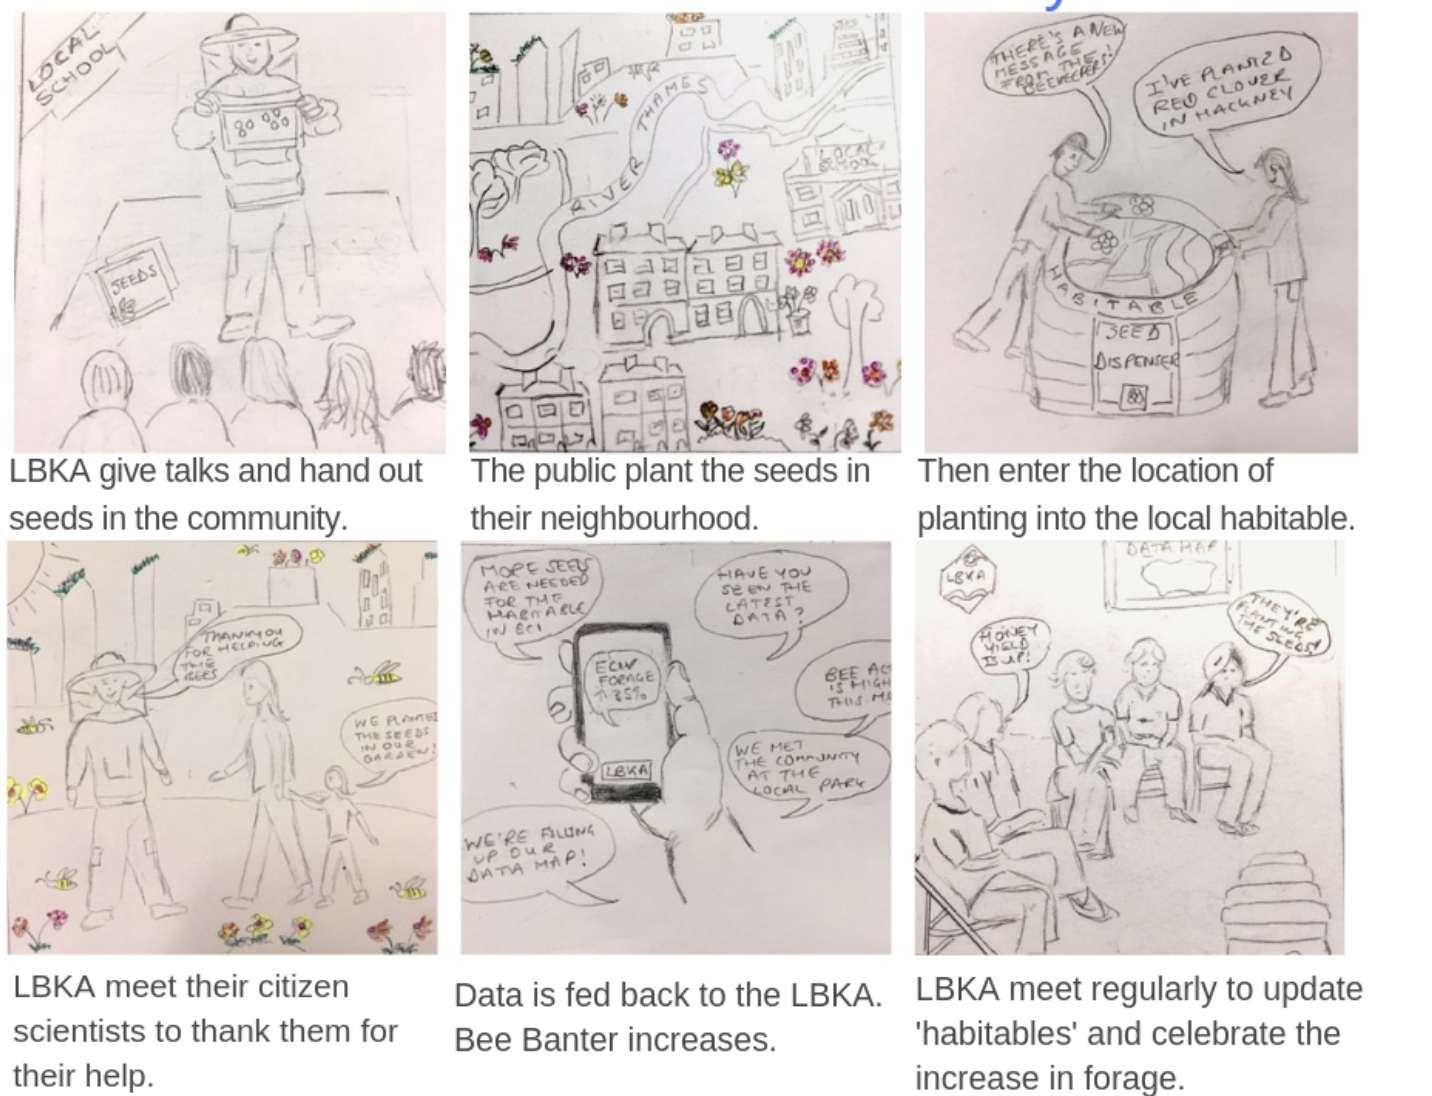 LOCAL
SCHOOL
SEEDS
LBKA give talks and hand out
seeds in the community.
RIVER THAMES
LOCAL
SCHOOL
The public plant the seeds in
their neighbourhood.
THERE'S A NEW
MESSAGE
FROM THE
BEEKEEPERS!
I'VE PLANTED
RED CLOVER
IN HACKNEY
HABITABLE
SEED
DISPENSER
Then enter the location of
planting into the local habitable.
THANKYOU
FOR HELPING
THE
BEES
WE PLANTED
THE SEEDS
IN OUR
GARDEN!
LBKA meet their citizen
scientists to thank them for
their help.
MORE SEEDS
ARE NEEDED
FOR THE
HABITABLE
IN EC1
HAVE YOU
SEEN THE
LATEST
DATA?
EC1V
FORAGE
↑ 35%
LBKA
BEE AC
IS HIGH
THIS MA
WE MET
THE COMMUNITY
AT THE
LOCAL PARK
WE'RE FILLING
UP OUR
DATA MAP!
Data is fed back to the LBKA.
Bee Banter increases.
LBKA
DATA MAP
HONEY
YIELD
IS UP!
THEY'RE
PLANTING
THE SEEDS!
LBKA meet regularly to update
'habitables' and celebrate the
increase in forage.